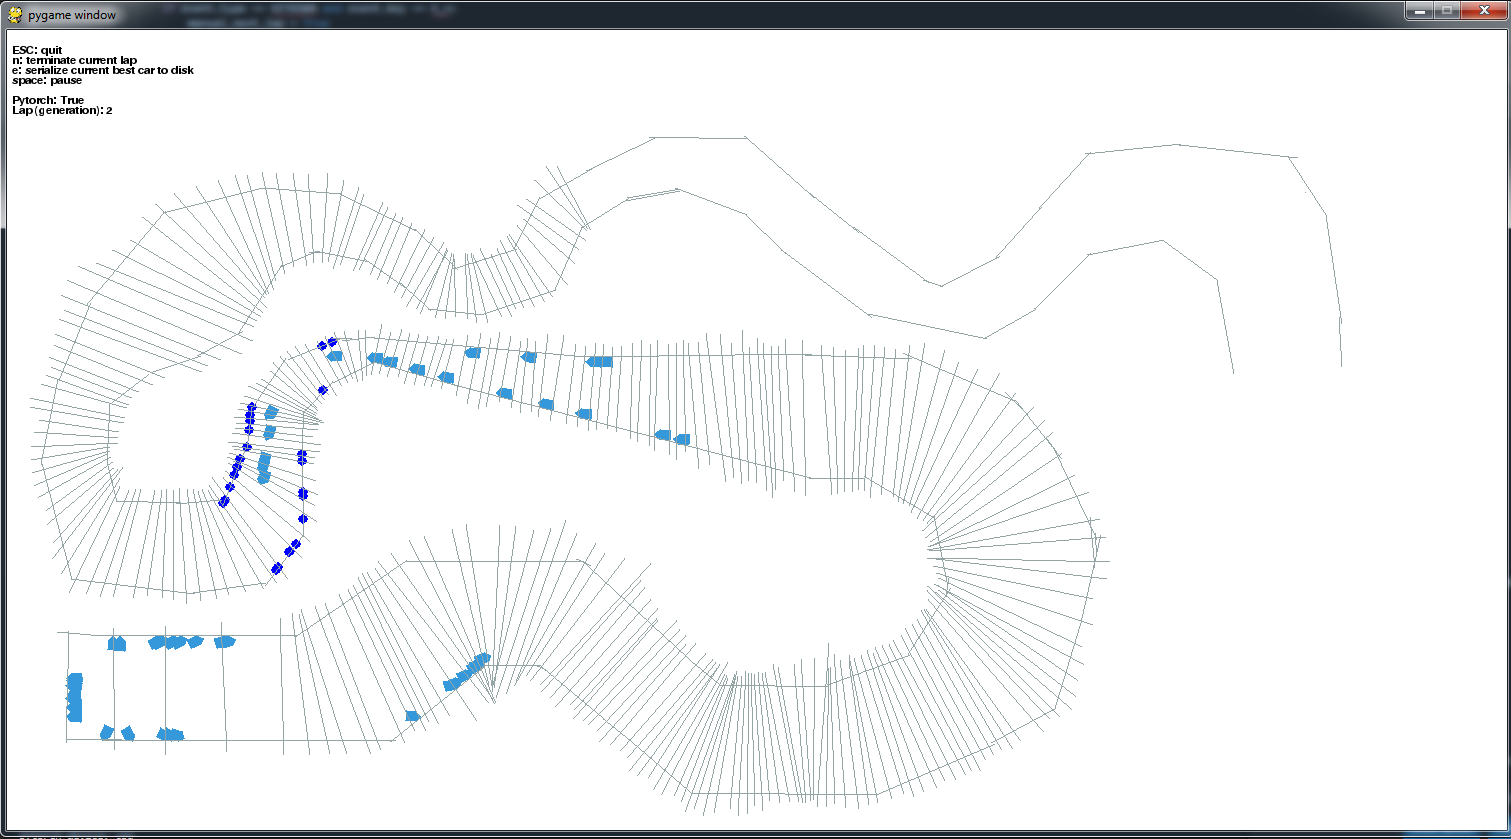 pygame window
ESC: quit
n: terminate current lap
e: serialize current best car to disk
space: pause
Pytorch: True
Lap (generation): 2